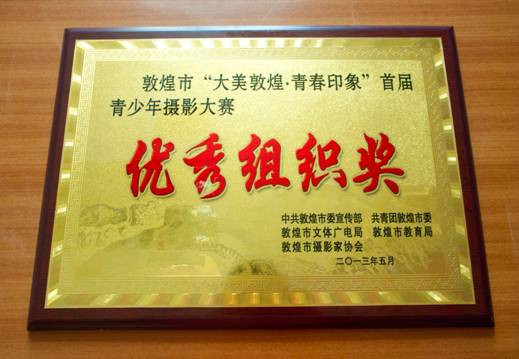 敦煌市“大美敦煌·青春印象”首届
青少年摄影大赛
优秀组织奖
中共敦煌市委宣传部 共青团敦煌市委
敦煌市文体广电局 敦煌市教育局
敦煌市摄影家协会
二〇一三年五月